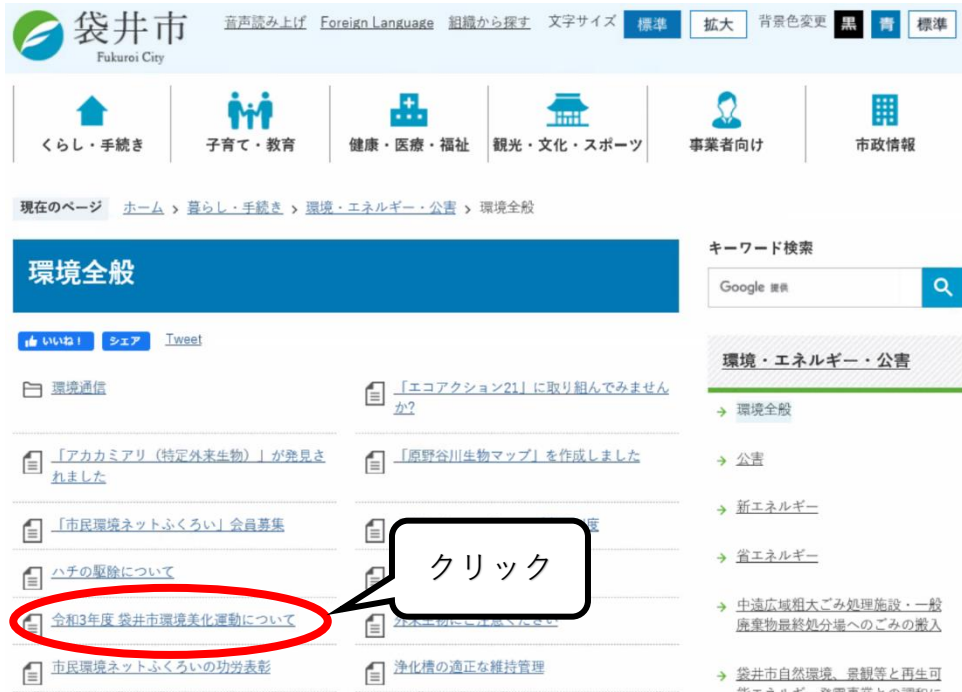 袋井市
Fukuroi City
音声読み上げ Foreign Language 組織から探す 文字サイズ 標準 拡大 背景色変更 黒 青 標準
くらし・手続き 子育て・教育 健康・医療・福祉 観光・文化・スポーツ 事業者向け 市政情報
現在のページ ホーム > 暮らし・手続き > 環境・エネルギー・公害 > 環境全般
環境全般
いいね! シェア Tweet
環境通信
「エコアクション21」に取り組んでみません
か?
「アカカミアリ(特定外来生物)」が発見さ
れました
「原野谷川生物マップ」を作成しました
「市民環境ネットふくろい」会員募集
度
ハチの駆除について
クリック
令和3年度 袋井市環境美化運動について
外来生物にご注意ください
市民環境ネットふくろいの功労表彰
浄化槽の適正な維持管理
キーワード検索
Google 提供
環境・エネルギー・公害
環境全般
公害
新エネルギー
省エネルギー
中遠広域粗大ごみ処理施設・一般
廃棄物最終処分場へのごみの搬入
袋井市自然環境、景観等と再生可